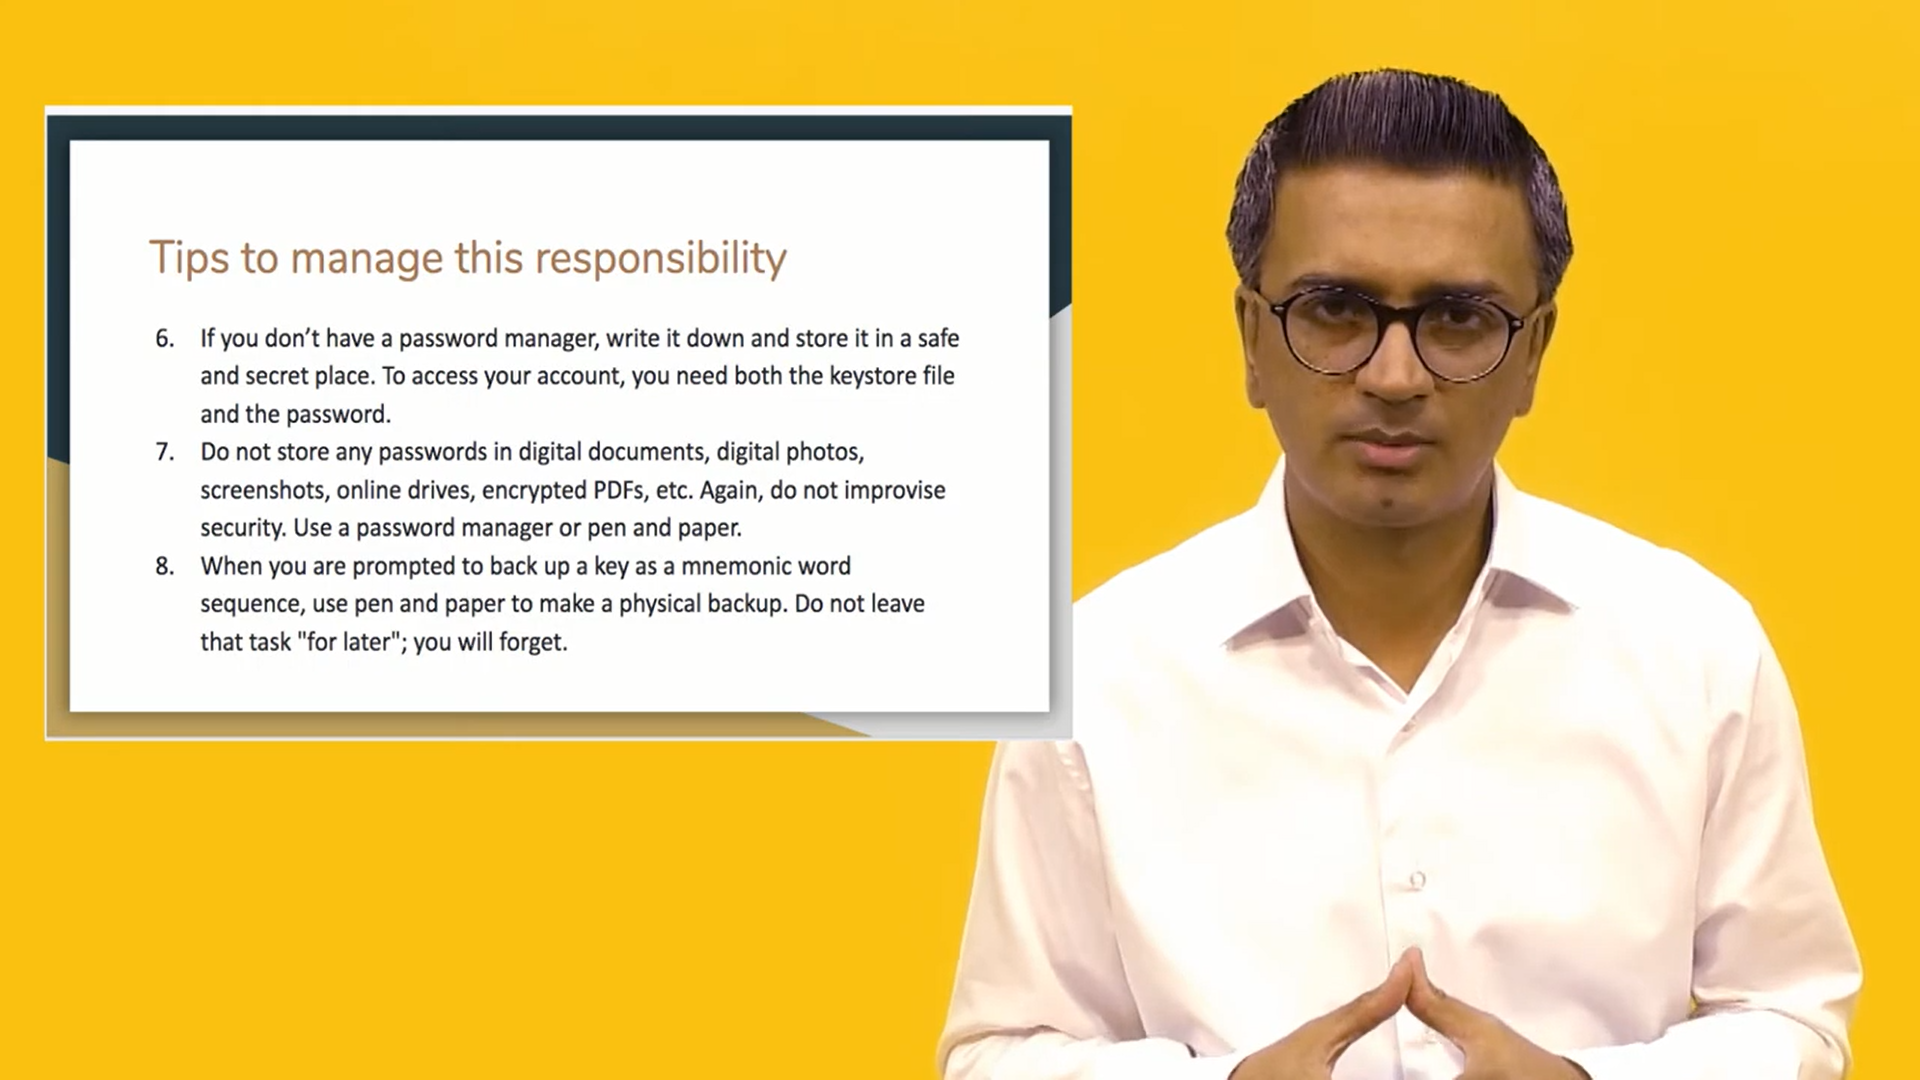 Tips to manage this responsibility
6. If you don’t have a password manager, write it down and store it in a safe
and secret place. To access your account, you need both the keystore file
and the password.
7. Do not store any passwords in digital documents, digital photos,
screenshots, online drives, encrypted PDFs, etc. Again, do not improvise
security. Use a password manager or pen and paper.
8. When you are prompted to back up a key as a mnemonic word
sequence, use pen and paper to make a physical backup. Do not leave
that task "for later"; you will forget.